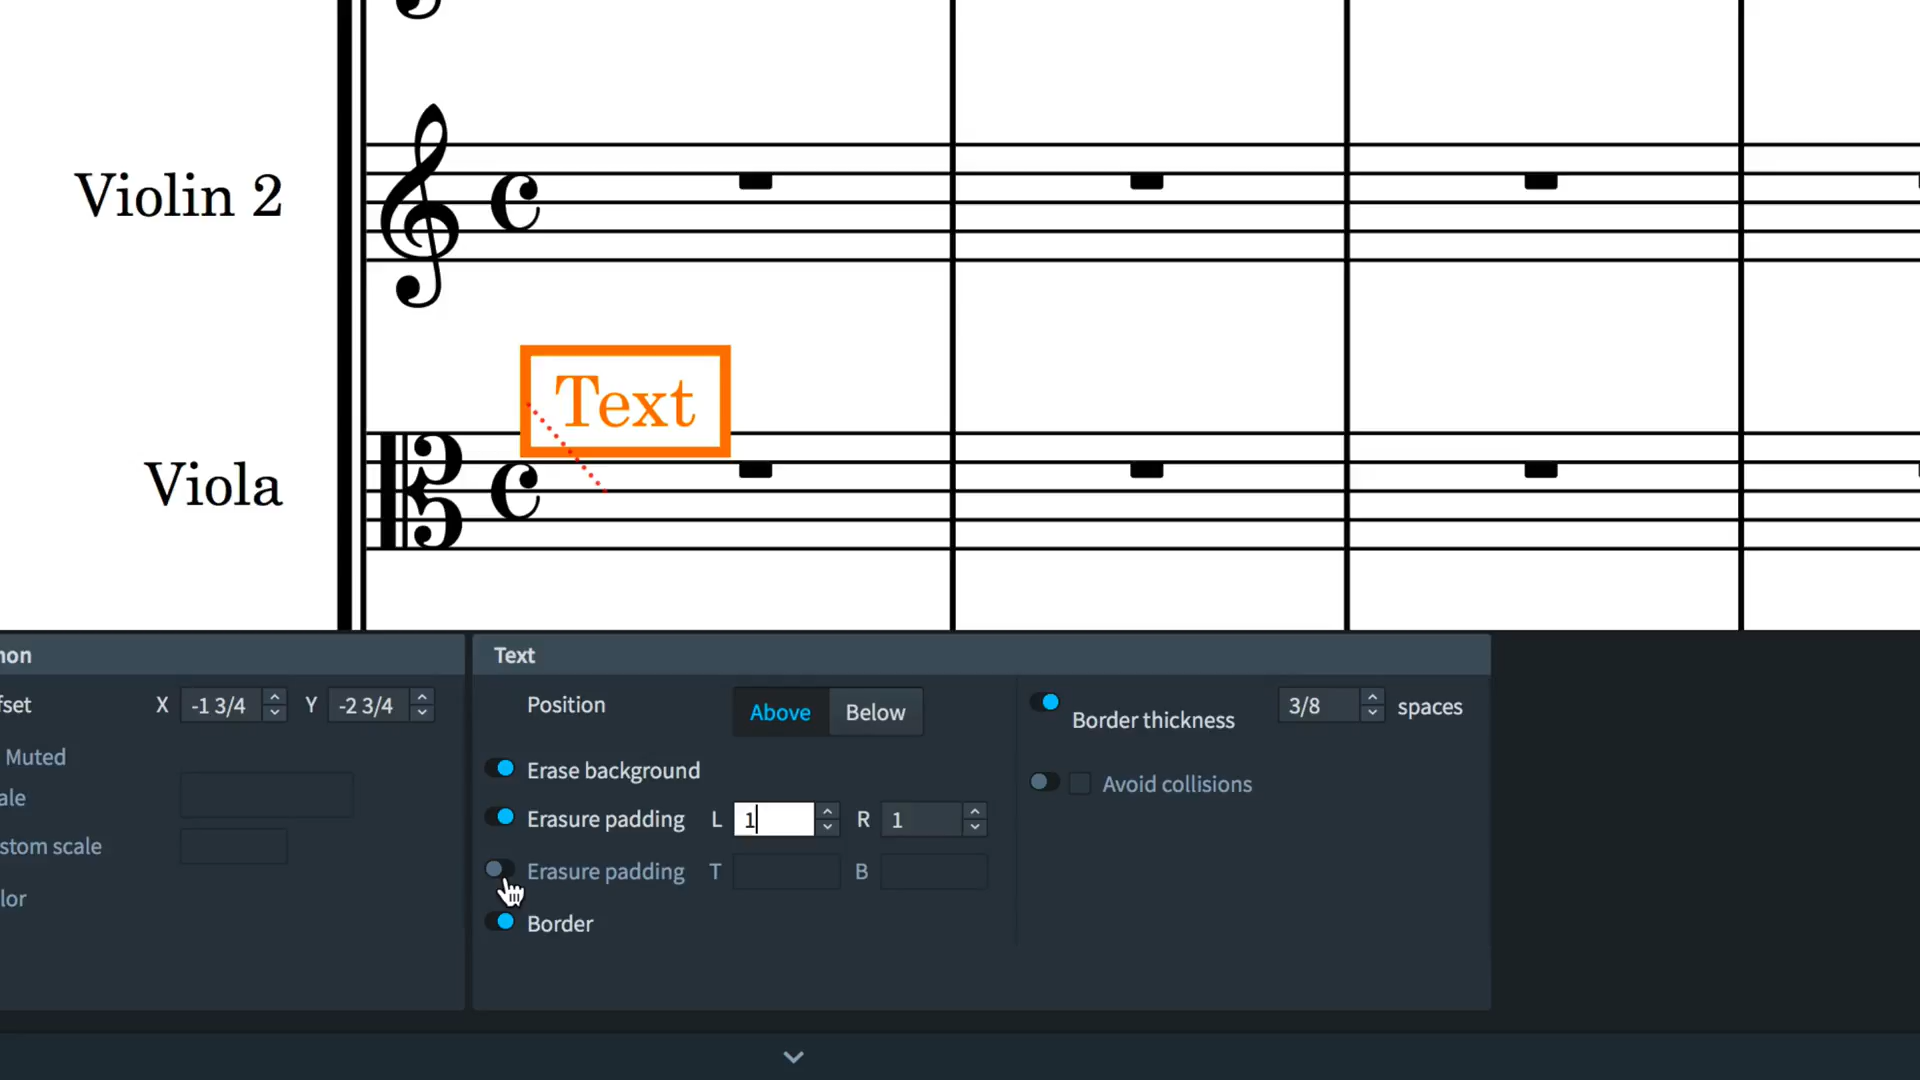 Violin 2
Text
Viola
non
fset X -1 3/4 Y -2 3/4
Muted
ale
stom scale
lor
Text
Position Above Below
Erase background
Erasure padding L 1 R 1
Erasure padding T B
Border
Border thickness 3/8 spaces
Avoid collisions